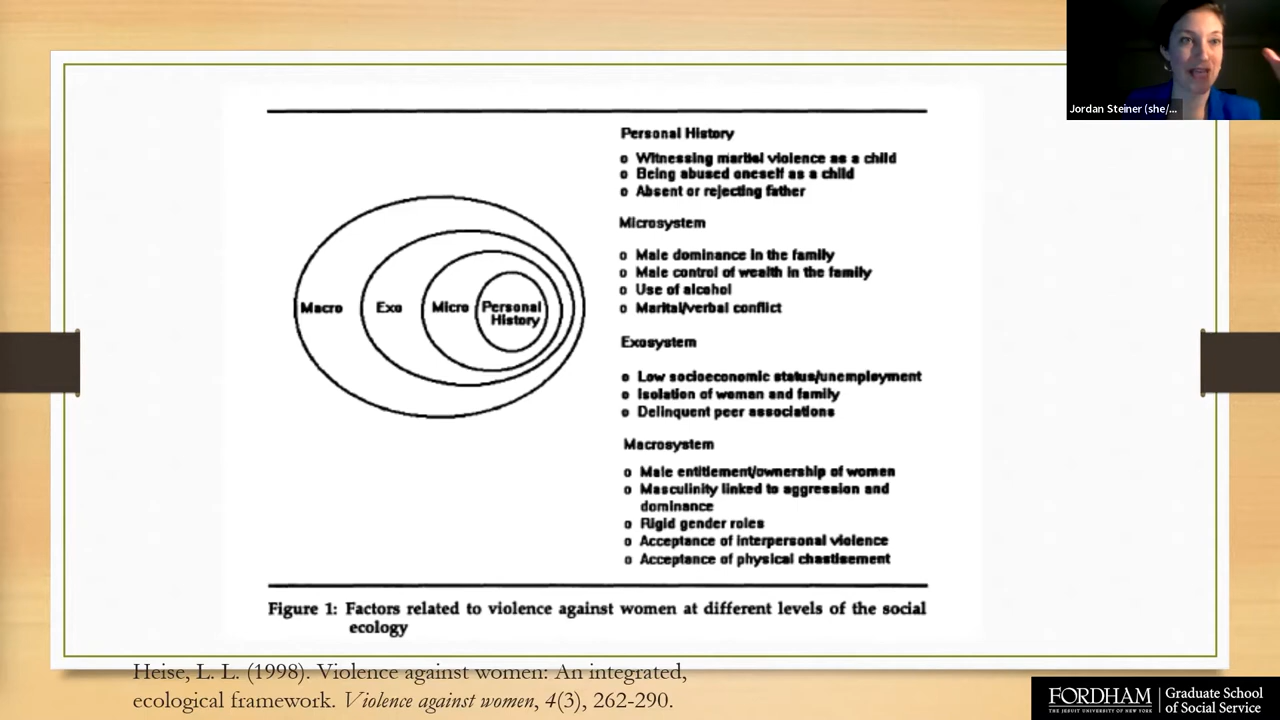 Jordan Steiner (she/...
Personal History
o Witnessing marital violence as a child
o Being abused oneself as a child
o Absent or rejecting father
Microsystem
o Male dominance in the family
o Male control of wealth in the family
o Use of alcohol
o Marital/verbal conflict
Macro Exo Micro Personal
History
Exosystem
o Low socioeconomic status/unemployment
o Isolation of woman and family
o Delinquent peer associations
Macrosystem
o Male entitlement/ownership of women
o Masculinity linked to aggression and
dominance
o Rigid gender roles
o Acceptance of interpersonal violence
o Acceptance of physical chastisement
Figure 1: Factors related to violence against women at different levels of the social
ecology
Heise, L. L. (1998). Violence against women: An integrated,
ecological framework. Violence against women, 4(3), 262-290.
FORDHAM
THE JESUIT UNIVERSITY OF NEW YORK
Graduate School
of Social Service